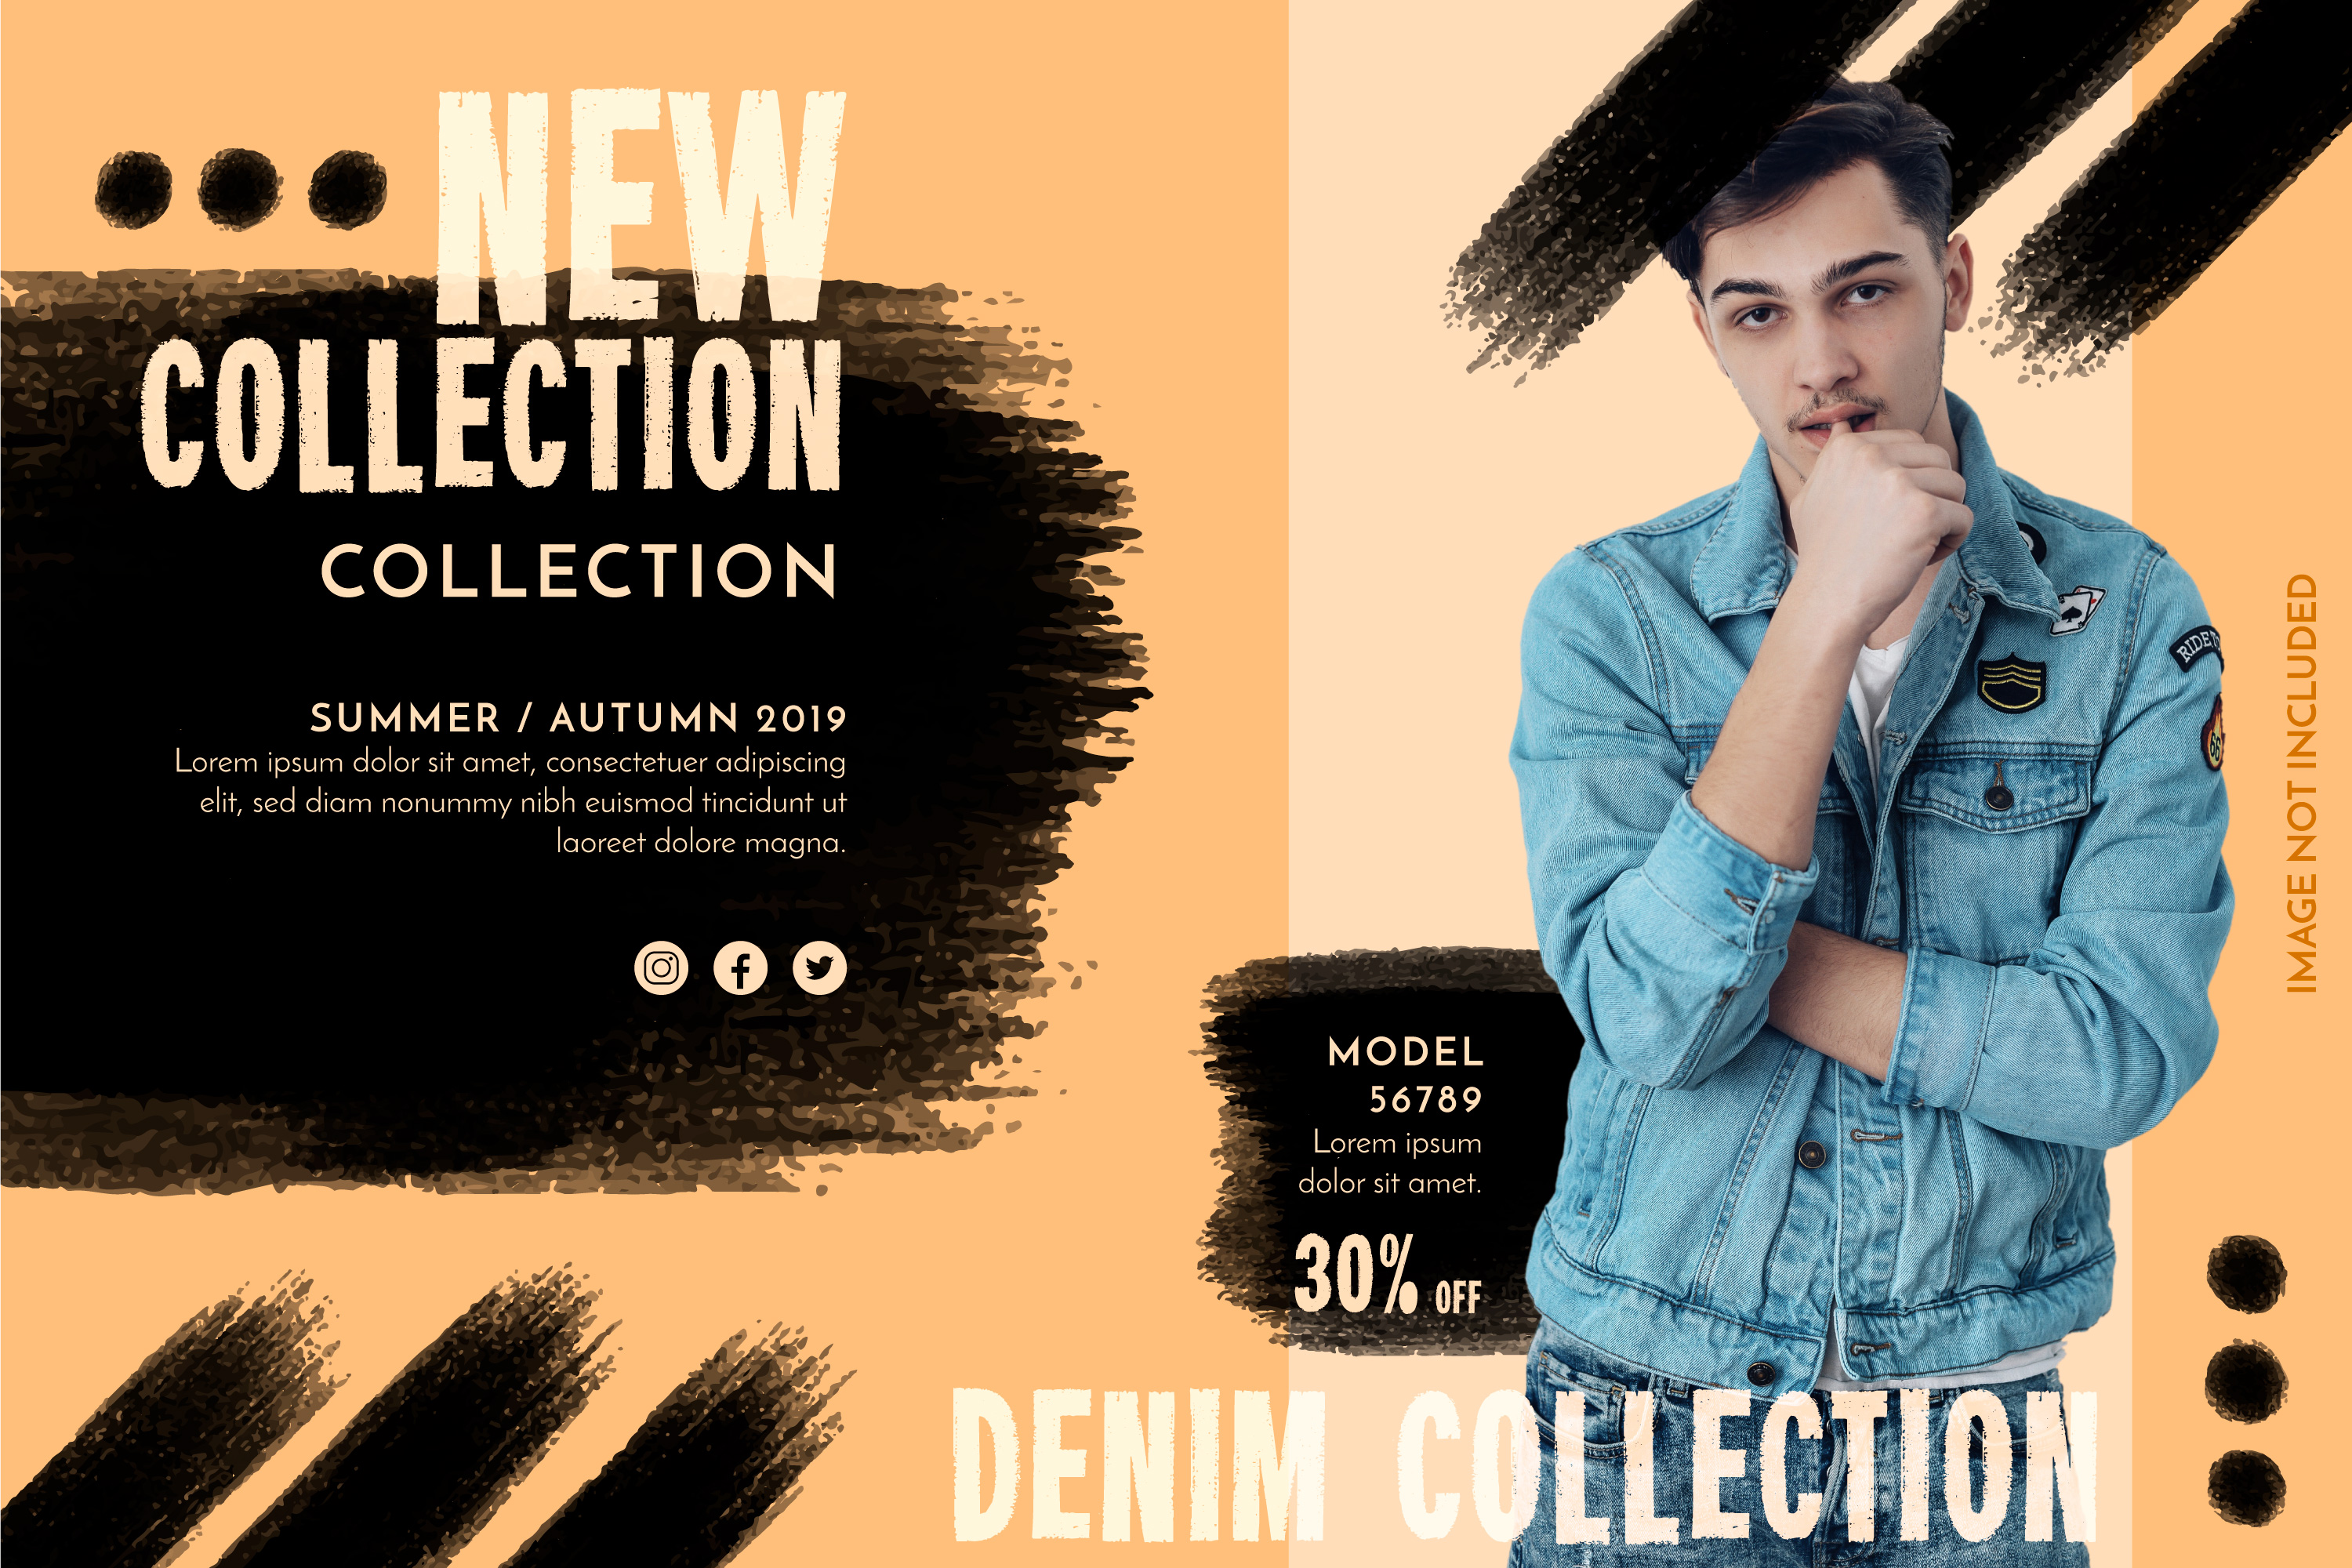 NEW
COLLECTION
COLLECTION
SUMMER / AUTUMN 2019
Lorem ipsum dolor sit amet, consectetuer adipiscing
elit, sed diam nonummy nibh euismod tincidunt ut
laoreet dolore magna.
MODEL
56789
Lorem ipsum
dolor sit amet.
30% OFF
DENIM COLLECTION
IMAGE NOT INCLUDED